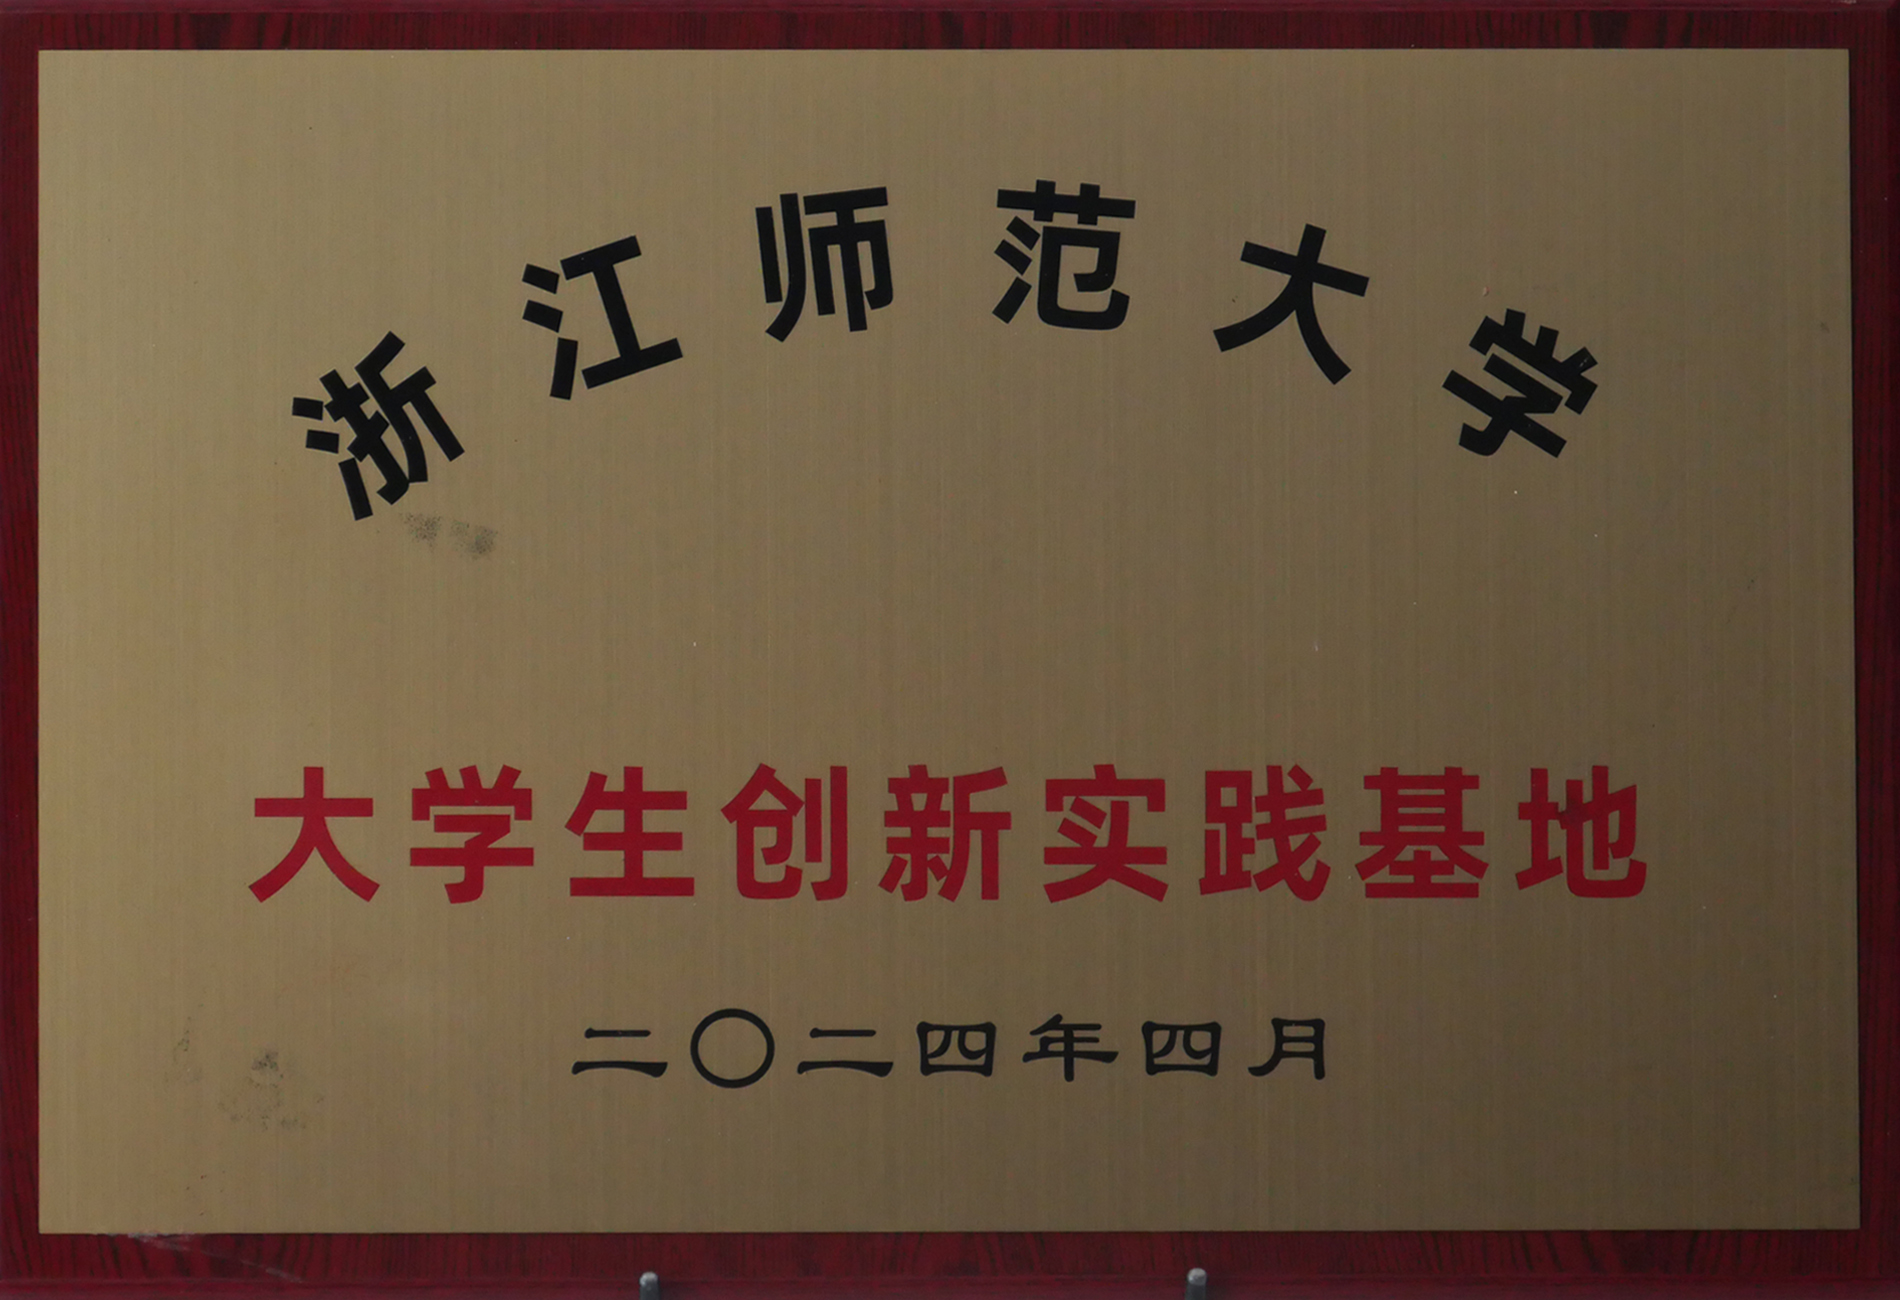 浙江师范大学
大学生创新实践基地
二〇二四年四月